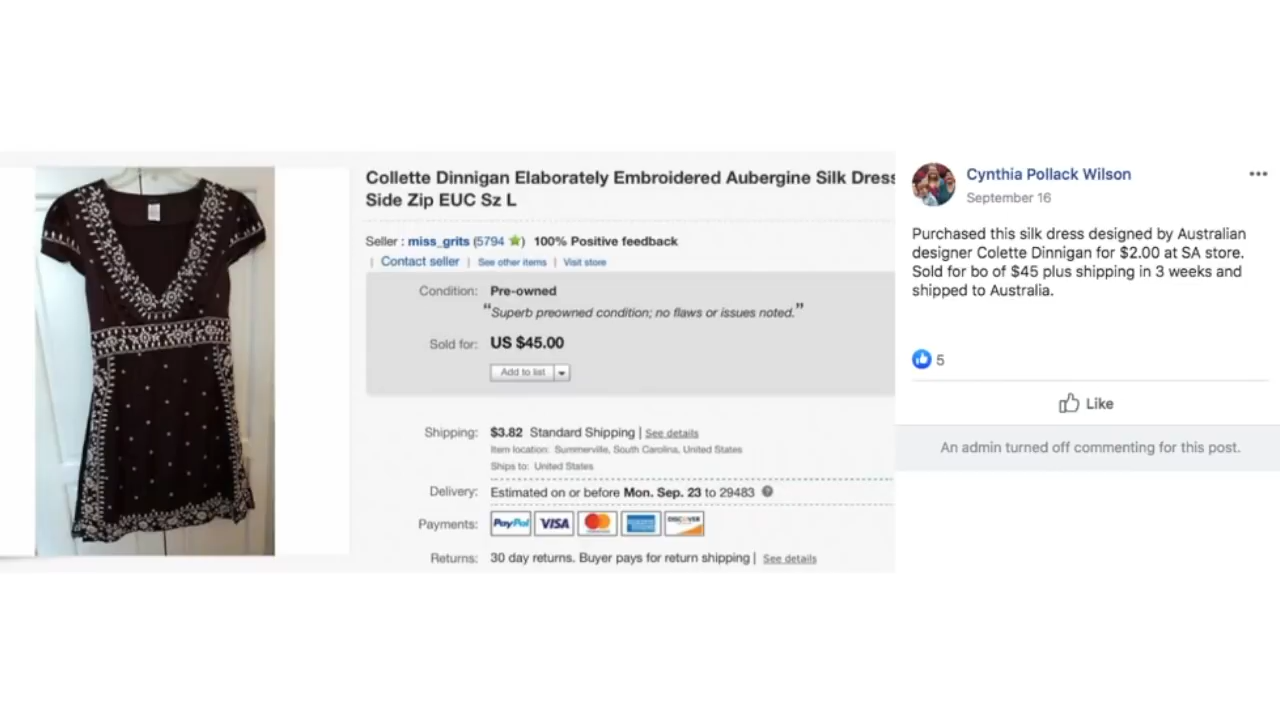 Collette Dinnigan Elaborately Embroidered Aubergine Silk Dress
Side Zip EUC Sz L
Seller : miss_grits (5794 ) 100% Positive feedback
| Contact seller | See other items | Visit store
Condition: Pre-owned
“Superb preowned condition; no flaws or issues noted.”
Sold for: US $45.00
Add to list
Shipping: $3.82 Standard Shipping | See details
Item location: Summerville, South Carolina, United States
Ships to: United States
Delivery: Estimated on or before Mon. Sep. 23 to 29483 ?
Payments: PayPal VISA MasterCard AMERICAN EXPRESS DISCOVER
Returns: 30 day returns. Buyer pays for return shipping | See details
Cynthia Pollack Wilson
September 16
Purchased this silk dress designed by Australian
designer Colette Dinnigan for $2.00 at SA store.
Sold for bo of $45 plus shipping in 3 weeks and
shipped to Australia.
5
Like
An admin turned off commenting for this post.